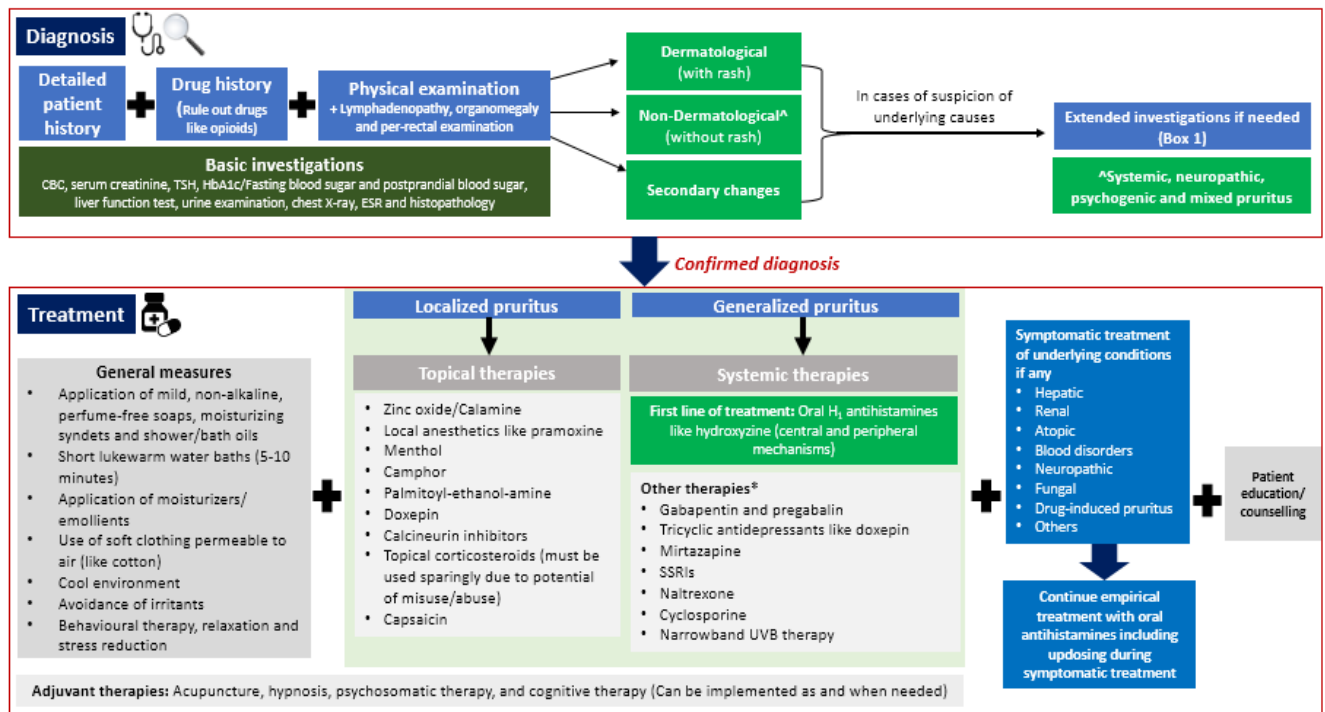 Diagnosis
Detailed
patient
history
Drug history
(Rule out drugs
like opioids)
Physical examination
+ Lymphadenopathy, organomegaly
and per-rectal examination
Basic investigations
CBC, serum creatinine, TSH, HbA1c/Fasting blood sugar and postprandial blood sugar,
liver function test, urine examination, chest X-ray, ESR and histopathology
Dermatological
(with rash)
Non-Dermatological^
(without rash)
Secondary changes
In cases of suspicion of
underlying causes
Extended investigations if needed
(Box 1)
^Systemic, neuropathic,
psychogenic and mixed pruritus
Confirmed diagnosis
Treatment
General measures
• Application of mild, non-alkaline,
perfume-free soaps, moisturizing
syndets and shower/bath oils
• Short lukewarm water baths (5-10
minutes)
• Application of moisturizers/
emollients
• Use of soft clothing permeable to
air (like cotton)
• Cool environment
• Avoidance of irritants
• Behavioural therapy, relaxation and
stress reduction
Localized pruritus
Topical therapies
• Zinc oxide/Calamine
• Local anesthetics like pramoxine
• Menthol
• Camphor
• Palmitoyl-ethanol-amine
• Doxepin
• Calcineurin inhibitors
• Topical corticosteroids (must be
used sparingly due to potential
of misuse/abuse)
• Capsaicin
Generalized pruritus
Systemic therapies
First line of treatment: Oral H₁ antihistamines
like hydroxyzine (central and peripheral
mechanisms)
Other therapies*
• Gabapentin and pregabalin
• Tricyclic antidepressants like doxepin
• Mirtazapine
• SSRIs
• Naltrexone
• Cyclosporine
• Narrowband UVB therapy
Symptomatic treatment
of underlying conditions
if any
• Hepatic
• Renal
• Atopic
• Blood disorders
• Neuropathic
• Fungal
• Drug-induced pruritus
• Others
Continue empirical
treatment with oral
antihistamines including
updosing during
symptomatic treatment
Patient
education/
counselling
Adjuvant therapies: Acupuncture, hypnosis, psychosomatic therapy, and cognitive therapy (Can be implemented as and when needed)